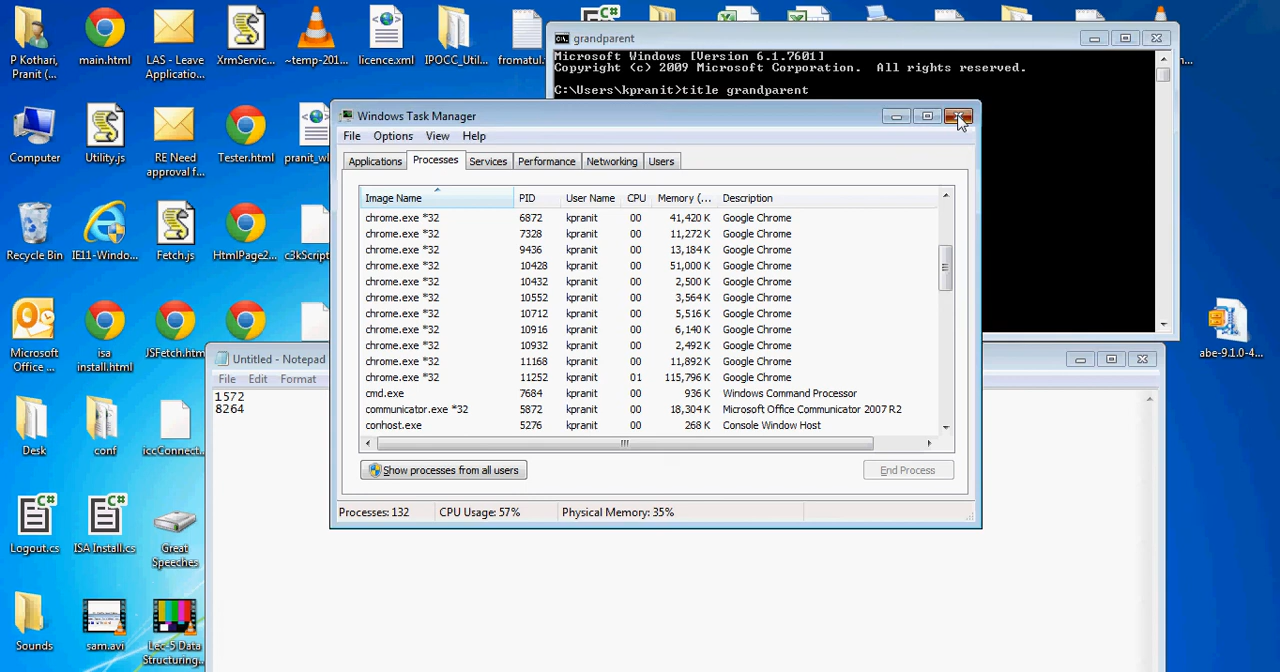 P Kothari, Pranit (...
main.html
LAS - Leave Applicatio...
XrmServic...
~temp-201...
licence.xml
IPOCC_Util...
Computer
Utility.js
RE Need approval f...
Tester.html
Recycle Bin
IE11-Windo...
Fetch.js
HtmlPage2...
Microsoft Office ...
isa install.html
Desk
conf
iccConnect...
C#
Logout.cs
C#
ISA Install.cs
Great Speeches
Sounds
sam.avi
Lec-5 Data Structuring...
abe-9.1.0-4...
grandparent
Microsoft Windows [Version 6.1.7601]
Copyright (c) 2009 Microsoft Corporation.  All rights reserved.
C:\Users\kpranit>title grandparent
Windows Task Manager
File Options View Help
Applications Processes Services Performance Networking Users
Image Name PID User Name CPU Memory (... Description
chrome.exe *32 6872 kpranit 00 41,420 K Google Chrome
chrome.exe *32 7328 kpranit 00 11,272 K Google Chrome
chrome.exe *32 9436 kpranit 00 13,184 K Google Chrome
chrome.exe *32 10428 kpranit 00 51,000 K Google Chrome
chrome.exe *32 10432 kpranit 00 2,500 K Google Chrome
chrome.exe *32 10552 kpranit 00 3,564 K Google Chrome
chrome.exe *32 10712 kpranit 00 5,516 K Google Chrome
chrome.exe *32 10916 kpranit 00 6,140 K Google Chrome
chrome.exe *32 10932 kpranit 00 2,492 K Google Chrome
chrome.exe *32 11168 kpranit 00 11,892 K Google Chrome
chrome.exe *32 11252 kpranit 01 115,796 K Google Chrome
cmd.exe 7684 kpranit 00 936 K Windows Command Processor
communicator.exe *32 5872 kpranit 00 18,304 K Microsoft Office Communicator 2007 R2
conhost.exe 5276 kpranit 00 268 K Console Window Host
Show processes from all users
End Process
Processes: 132 CPU Usage: 57% Physical Memory: 35%
Untitled - Notepad
File Edit Format
1572
8264